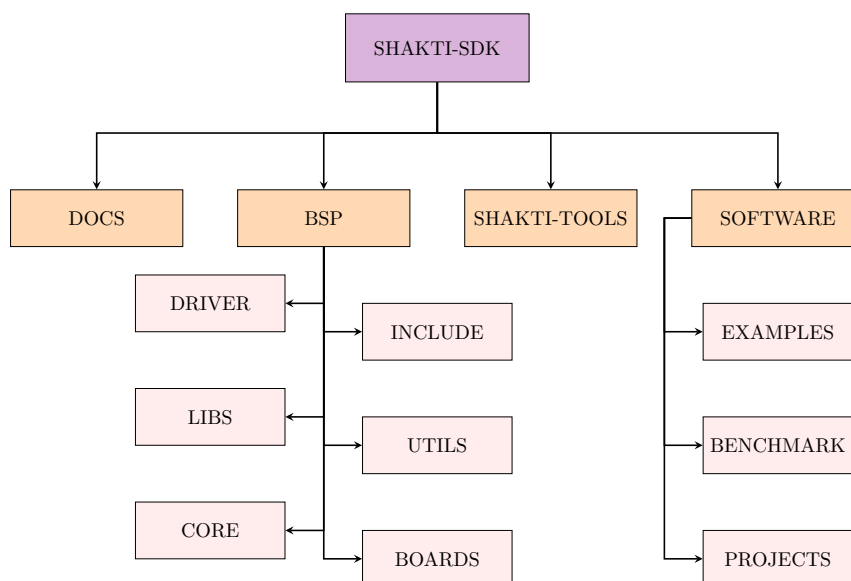 SHAKTI-SDK
DOCS
BSP
SHAKTI-TOOLS
SOFTWARE
DRIVER
INCLUDE
EXAMPLES
LIBS
UTILS
BENCHMARK
CORE
BOARDS
PROJECTS